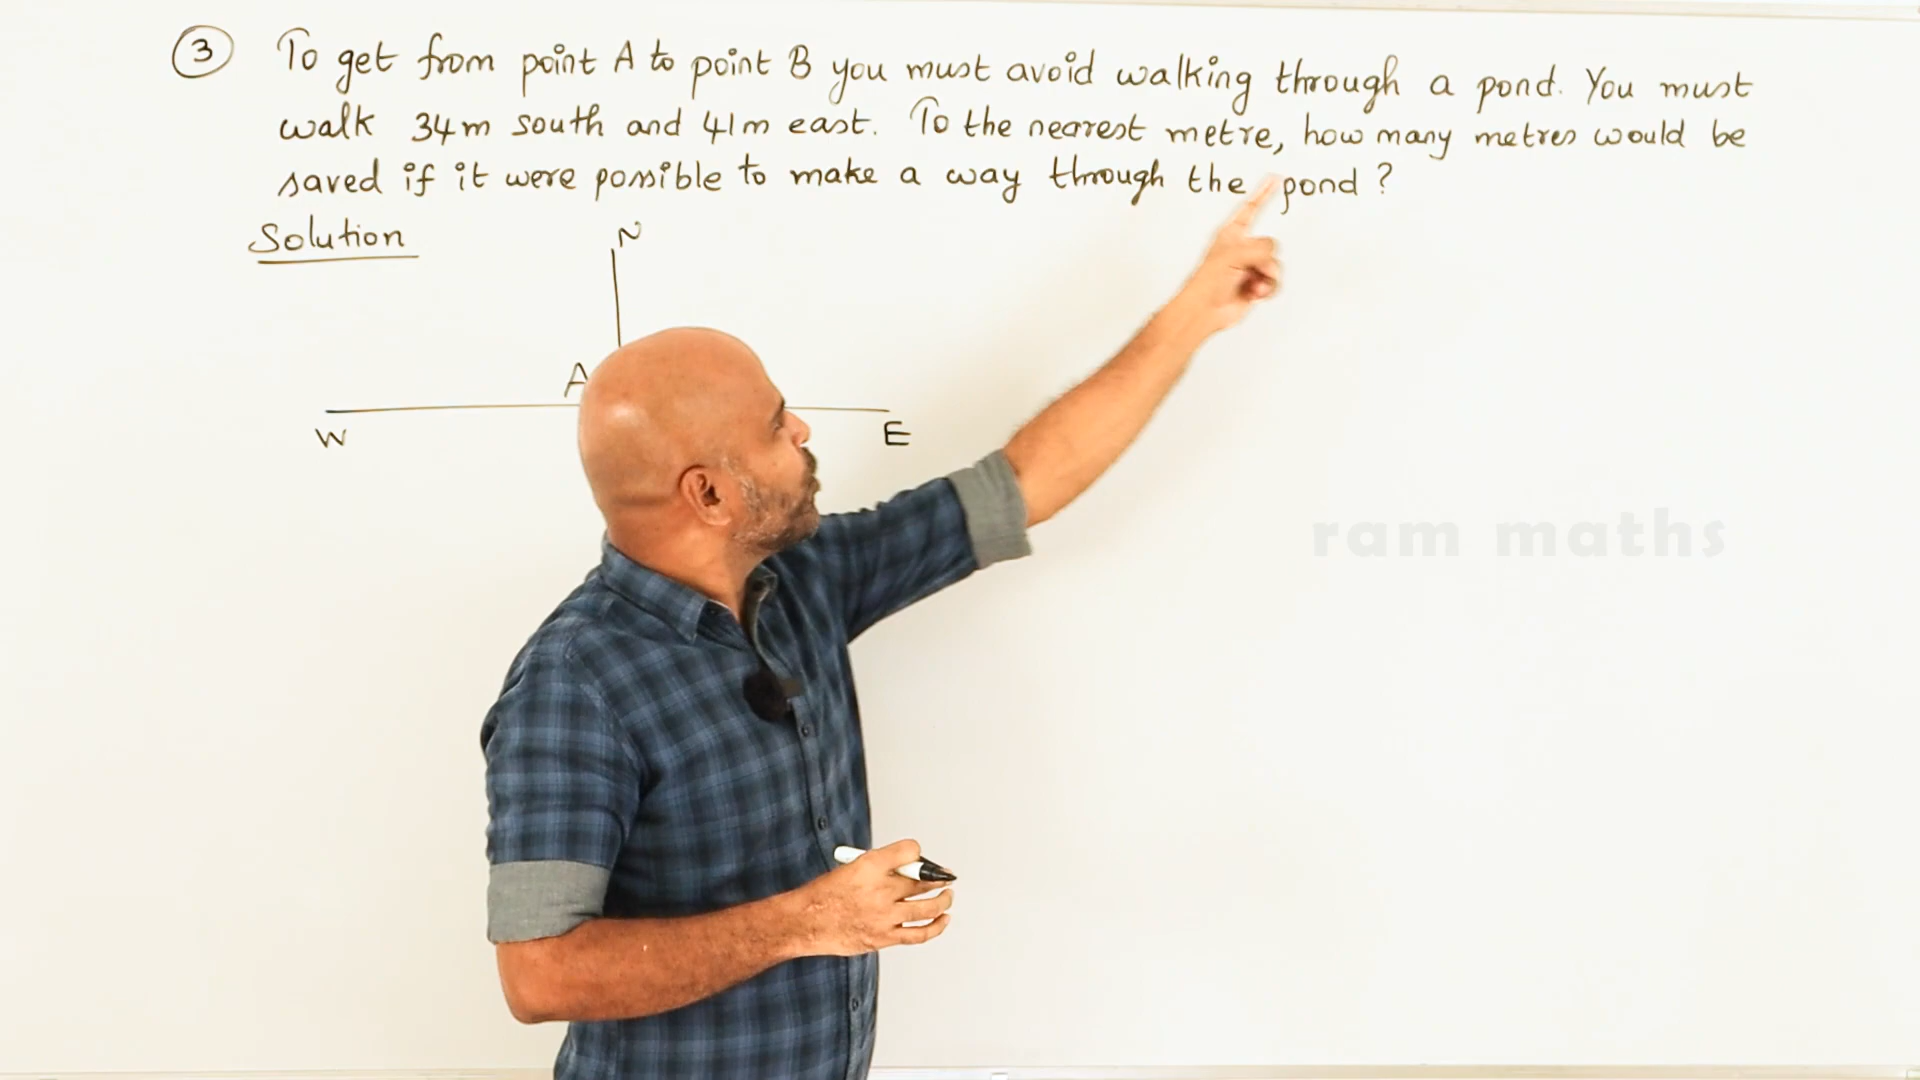 3 To get from point A to point B you must avoid walking through a pond. You must
walk 34m south and 41m east. To the nearest metre, how many metres would be
saved if it were possible to make a way through the pond?
Solution
N
A
W
E
ram maths